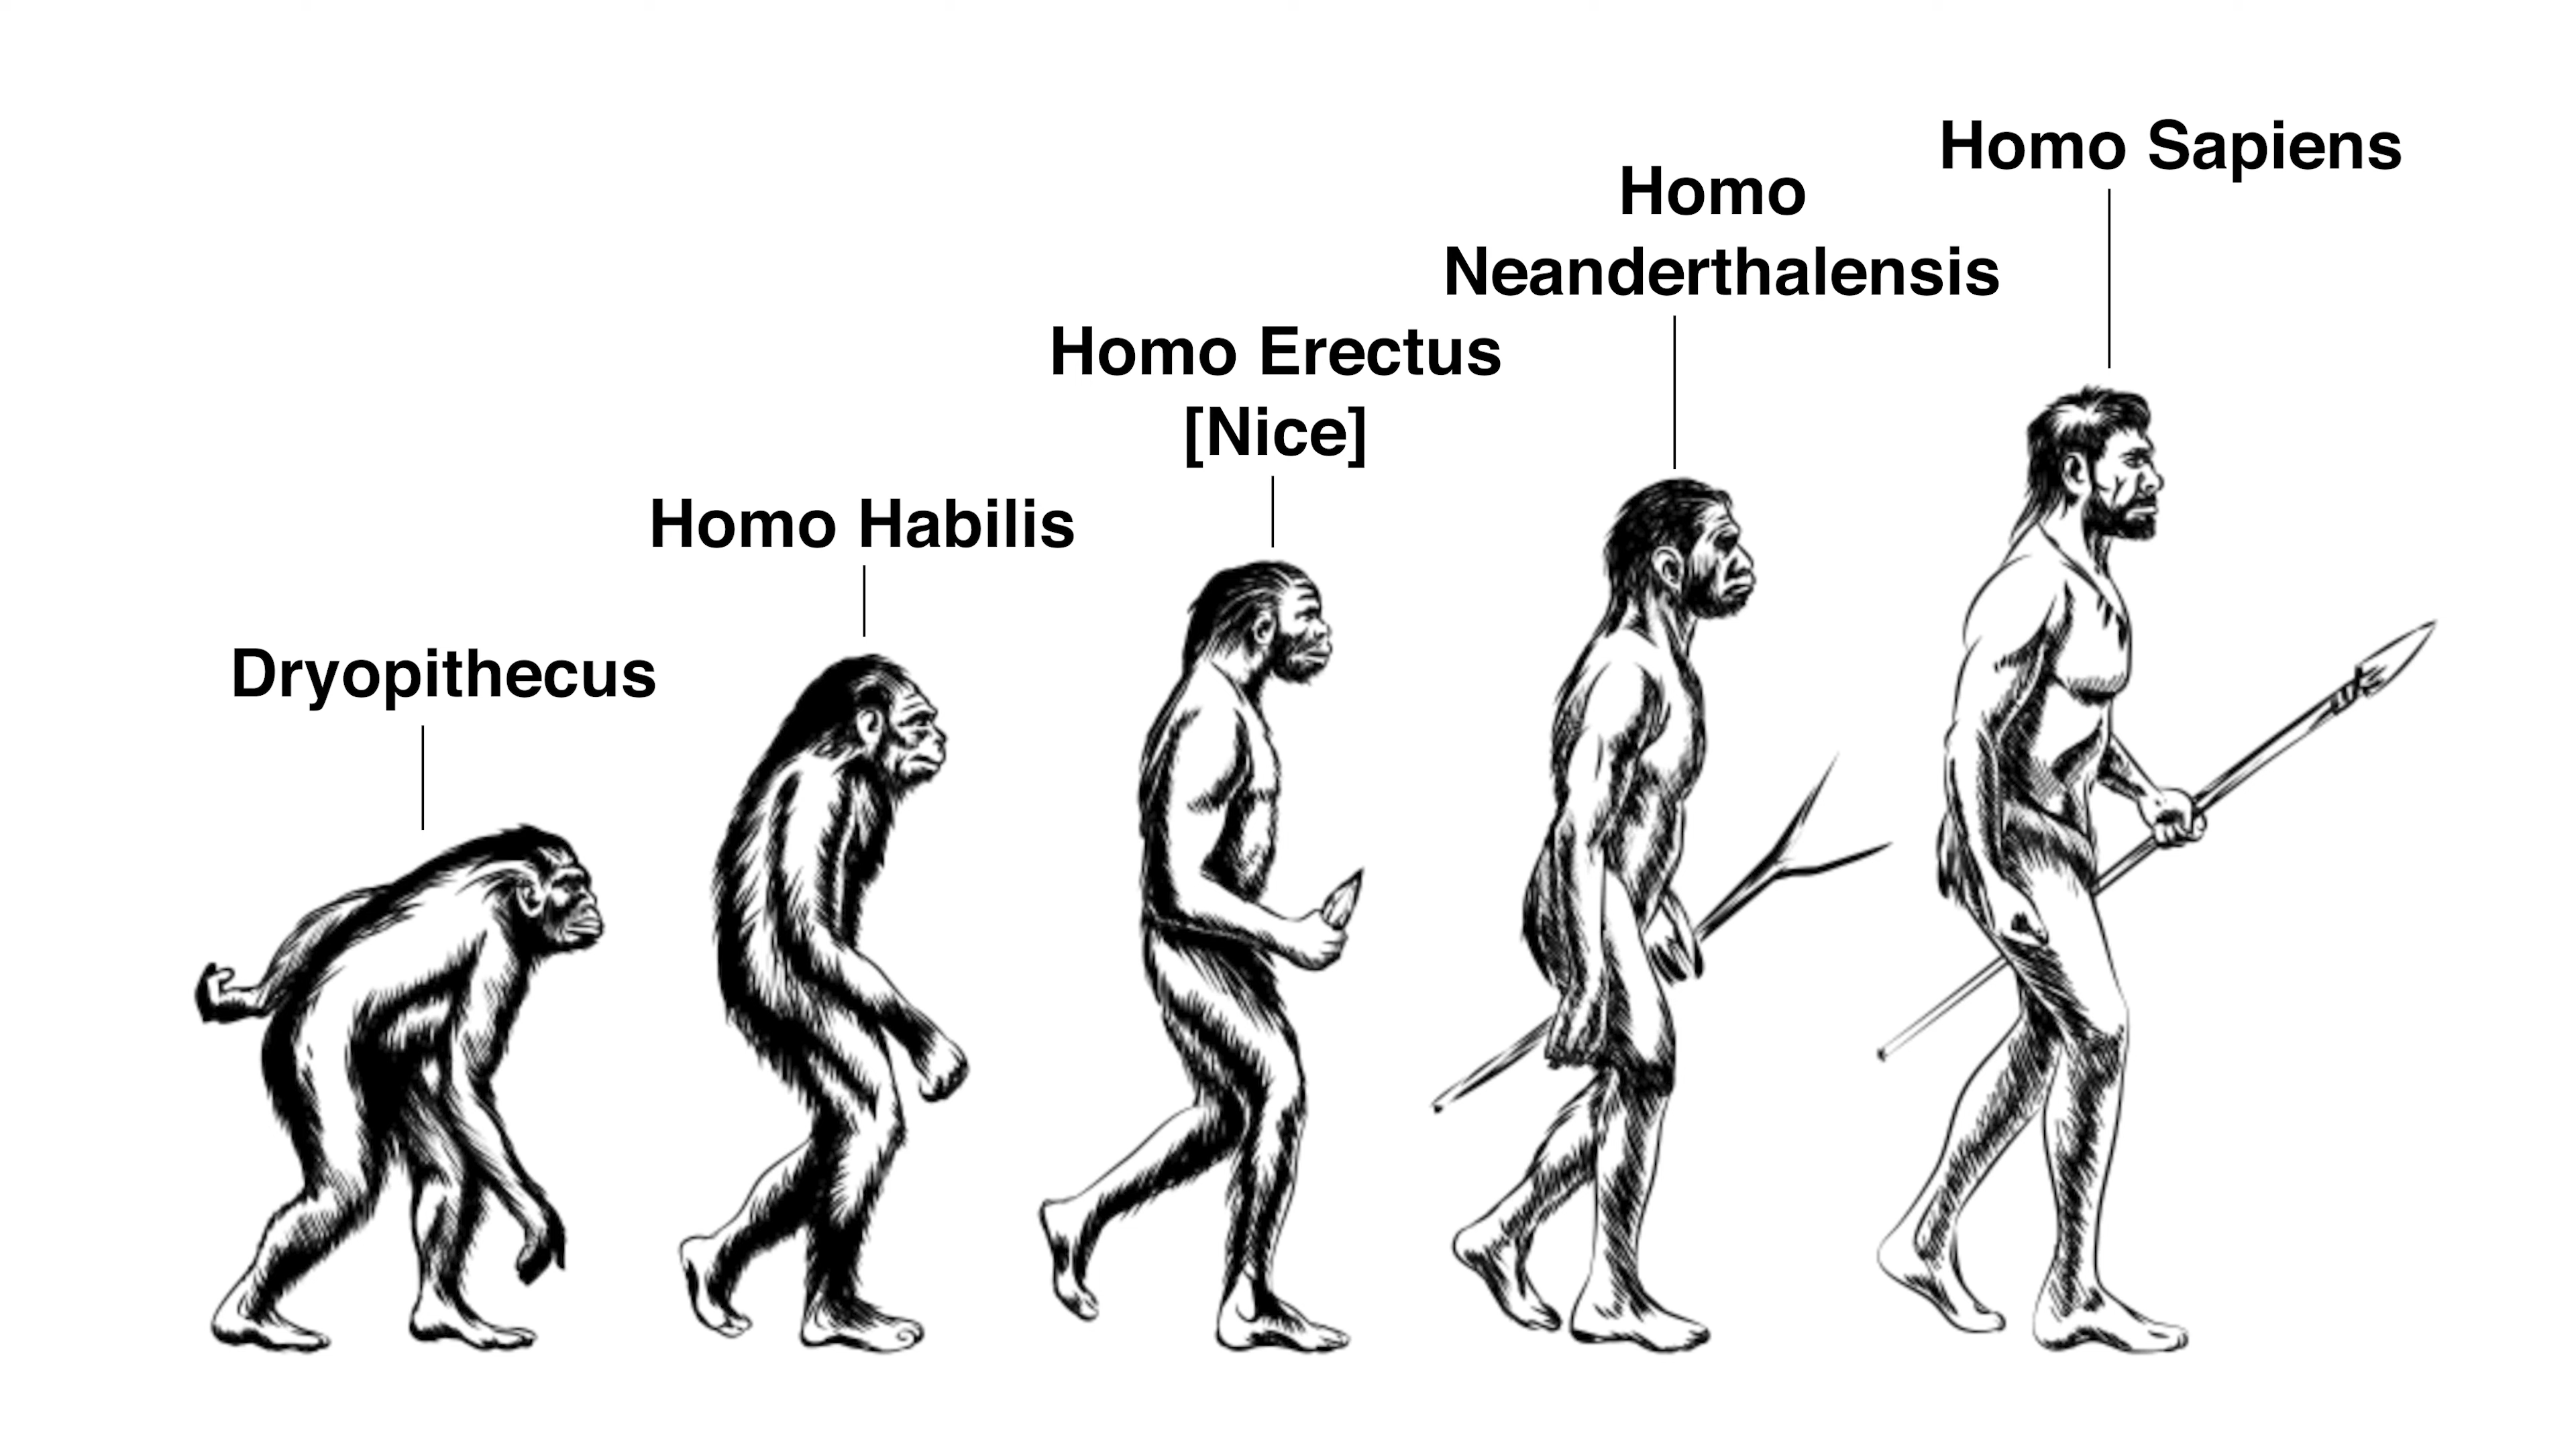 Dryopithecus
Homo Habilis
Homo Erectus
[Nice]
Homo
Neanderthalensis
Homo Sapiens